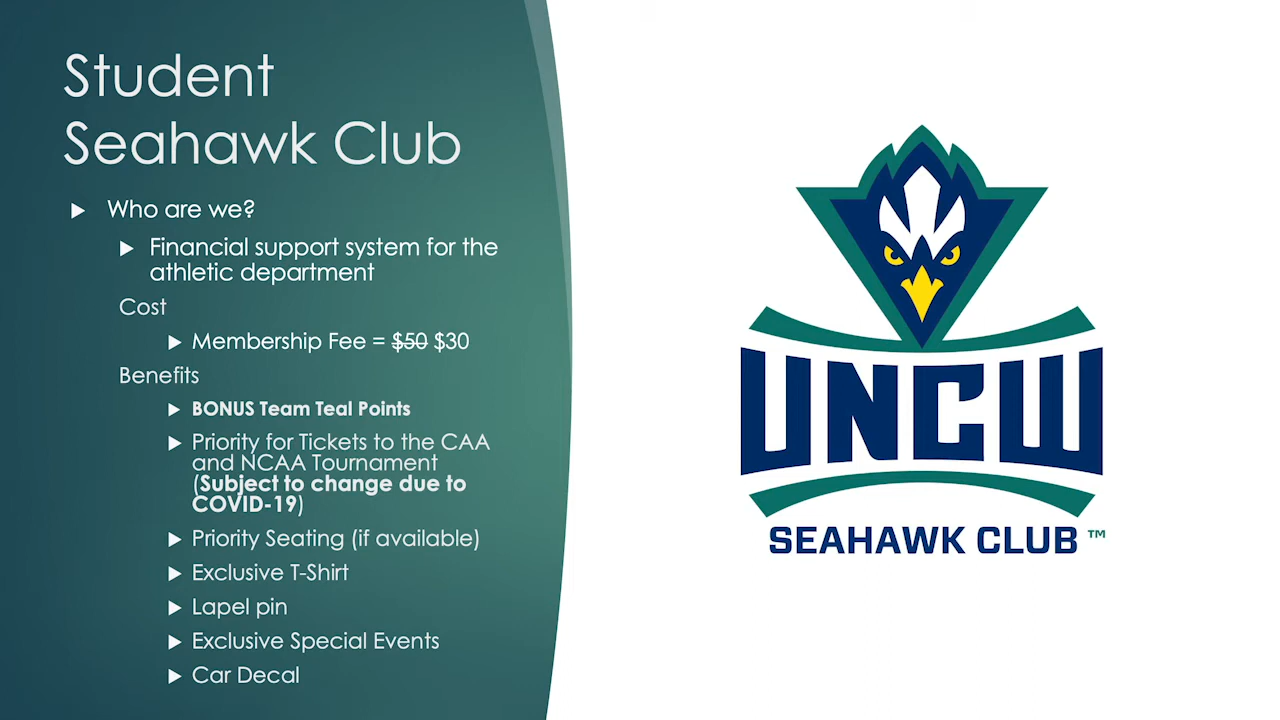 Student
Seahawk Club
Who are we?
Financial support system for the
athletic department
Cost
Membership Fee = $50 $30
Benefits
BONUS Team Teal Points
Priority for Tickets to the CAA
and NCAA Tournament
(Subject to change due to
COVID-19)
Priority Seating (if available)
Exclusive T-Shirt
Lapel pin
Exclusive Special Events
Car Decal
UNCW
SEAHAWK CLUB ™